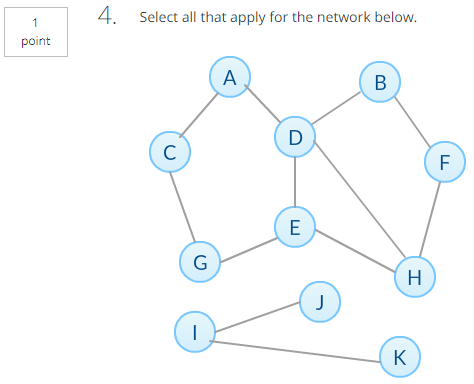 1
point
4. Select all that apply for the network below.
A
B
D
C
F
E
G
H
J
I
K